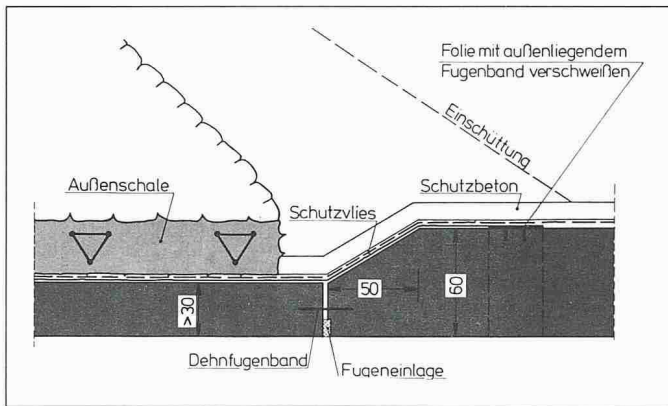 Folie mit außenliegendem
Fugenband verschweißen
Einschüttung
Außenschale
Schutzbeton
Schutzvlies
50
60
>30
Dehnfugenband
Fugeneinlage